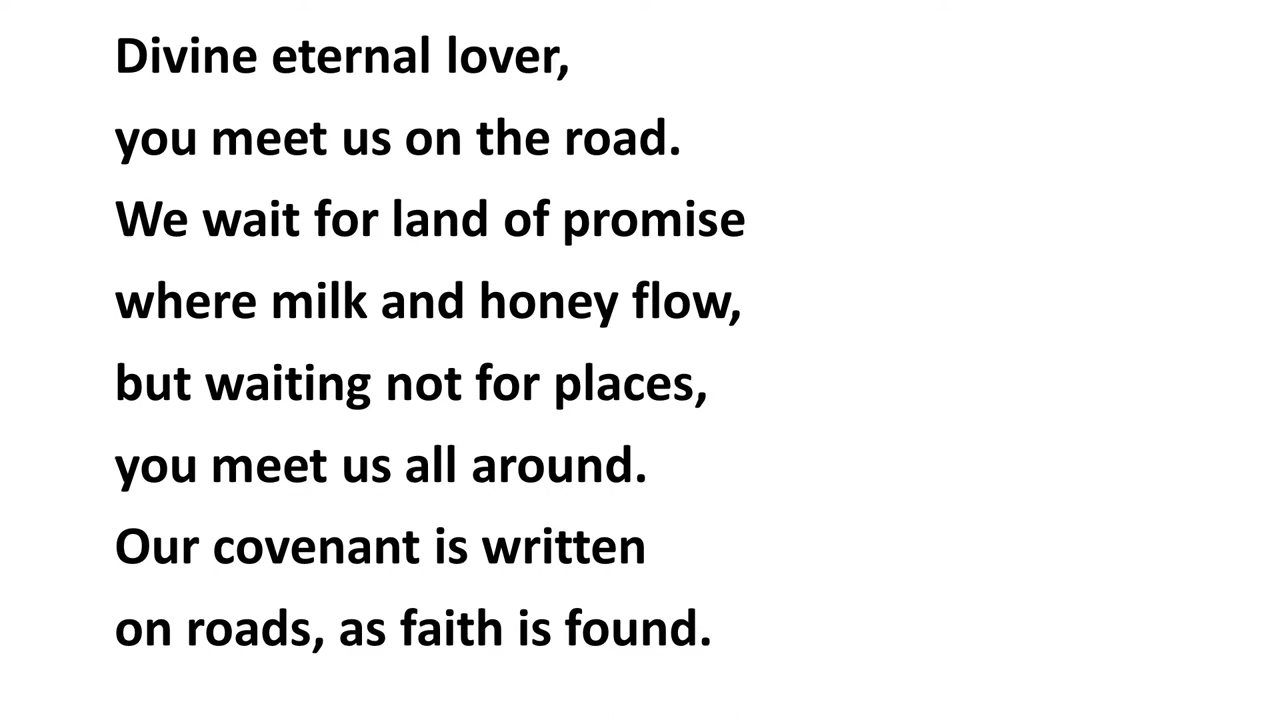 Divine eternal lover,
you meet us on the road.
We wait for land of promise
where milk and honey flow,
but waiting not for places,
you meet us all around.
Our covenant is written
on roads, as faith is found.